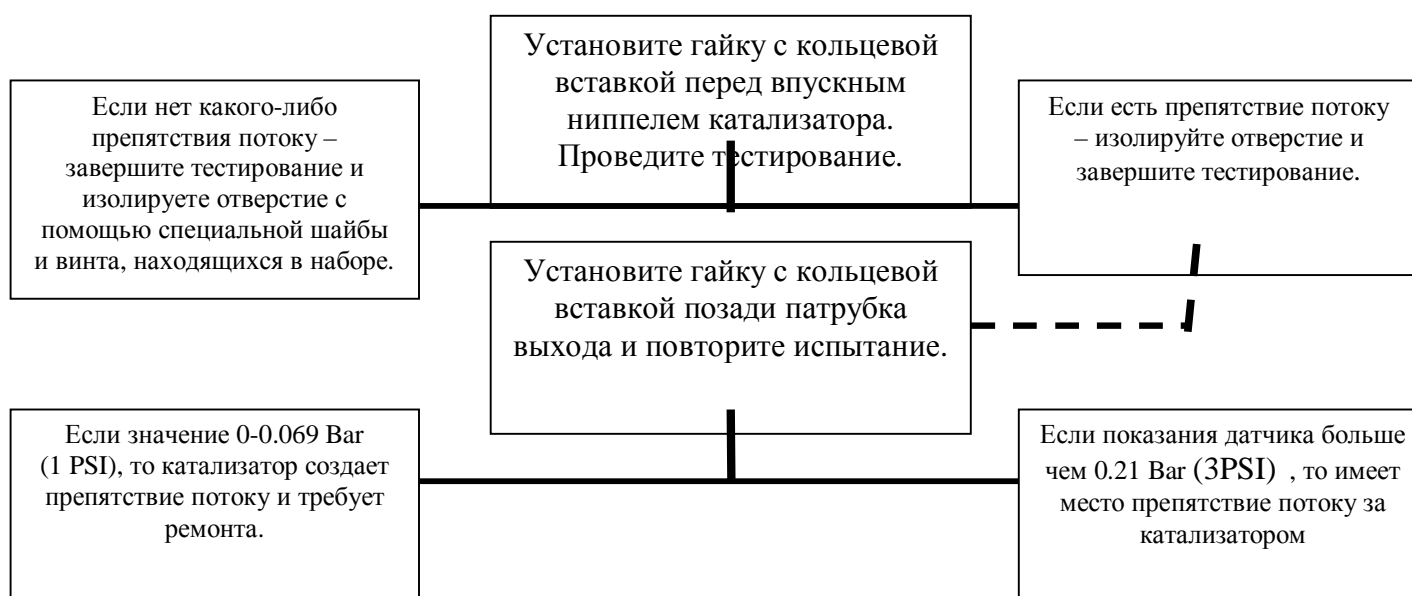 Установите гайку с кольцевой
вставкой перед впускным
ниппелем катализатора.
Проведите тестирование.
Если нет какого-либо
препятствия потоку –
завершите тестирование и
изолируете отверстие с
помощью специальной шайбы
и винта, находящихся в наборе.
Если есть препятствие потоку
– изолируйте отверстие и
завершите тестирование.
Установите гайку с кольцевой
вставкой позади патрубка
выхода и повторите испытание.
Если значение 0-0.069 Bar
(1 PSI), то катализатор создает
препятствие потоку и требует
ремонта.
Если показания датчика больше
чем 0.21 Bar (3PSI) , то имеет
место препятствие потоку за
катализатором